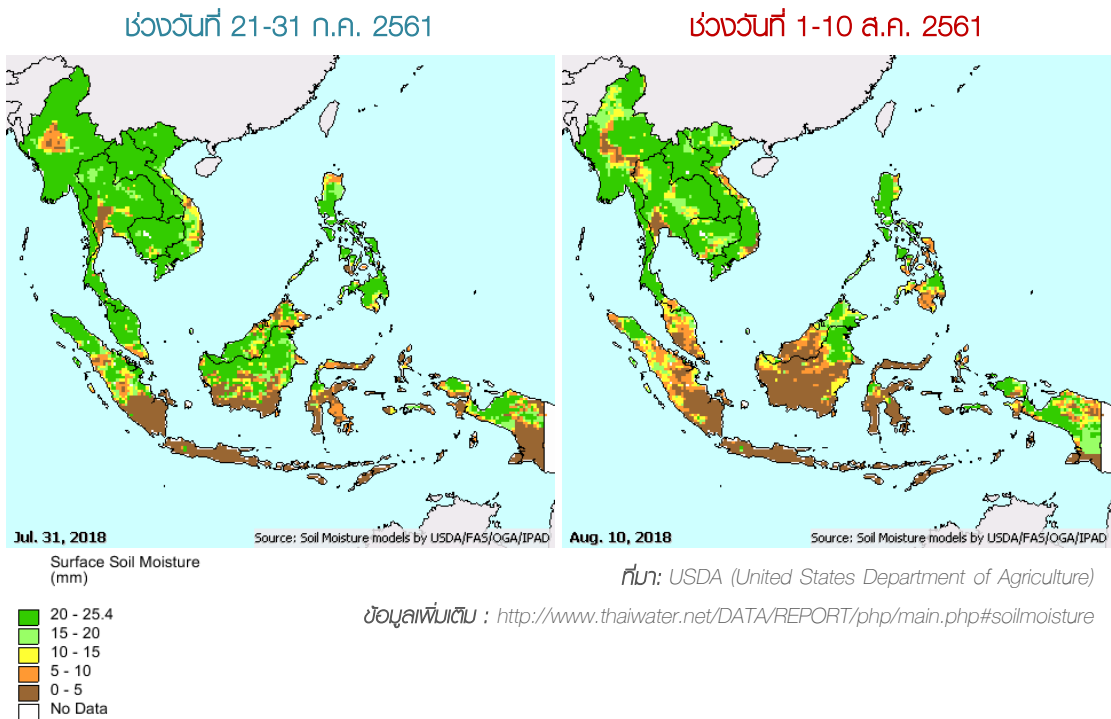 ช่วงวันที่ 21-31 ก.ค. 2561
ช่วงวันที่ 1-10 ส.ค. 2561
Jul. 31, 2018
Source: Soil Moisture models by USDA/FAS/OGA/IPAD
Aug. 10, 2018
Source: Soil Moisture models by USDA/FAS/OGA/IPAD
Surface Soil Moisture
(mm)
20 - 25.4
15 - 20
10 - 15
5 - 10
0 - 5
No Data
ที่มา: USDA (United States Department of Agriculture)
ข้อมูลเพิ่มเติม : http://www.thaiwater.net/DATA/REPORT/php/main.php#soilmoisture